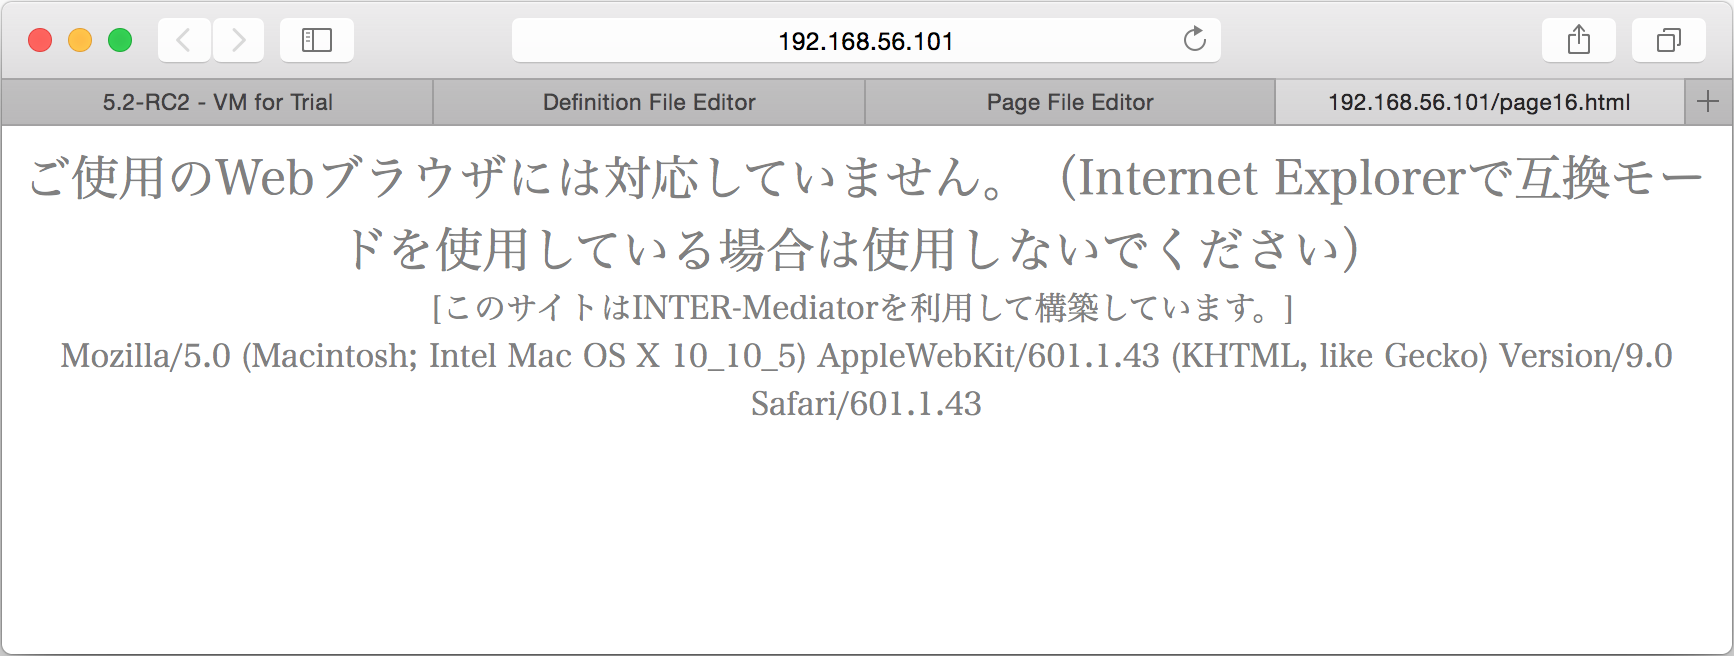 192.168.56.101
5.2-RC2 - VM for Trial
Definition File Editor
Page File Editor
192.168.56.101/page16.html
ご使用のWebブラウザには対応していません。（Internet Explorerで互換モー
ドを使用している場合は使用しないでください）
[このサイトはINTER-Mediatorを利用して構築しています。]
Mozilla/5.0 (Macintosh; Intel Mac OS X 10_10_5) AppleWebKit/601.1.43 (KHTML, like Gecko) Version/9.0
Safari/601.1.43